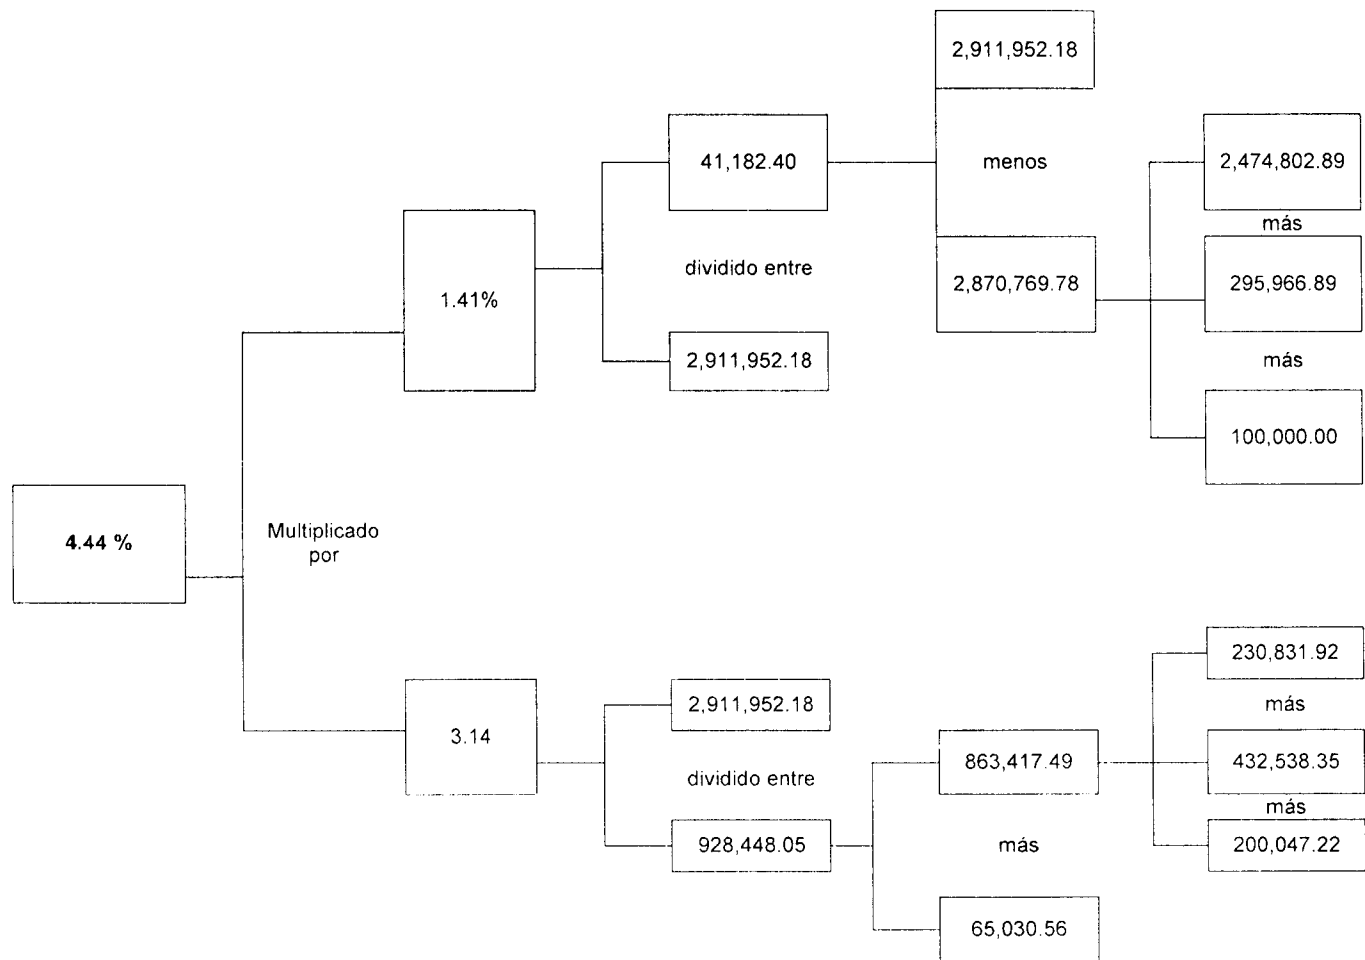 2,911,952.18
41,182.40
menos
2,474,802.89
más
dividido entre
2,870,769.78
295,966.89
1.41%
2,911,952.18
más
100,000.00
4.44 %
Multiplicado
por
230,831.92
2,911,952.18
más
3.14
863,417.49
432,538.35
dividido entre
más
928,448.05
más
200,047.22
65,030.56